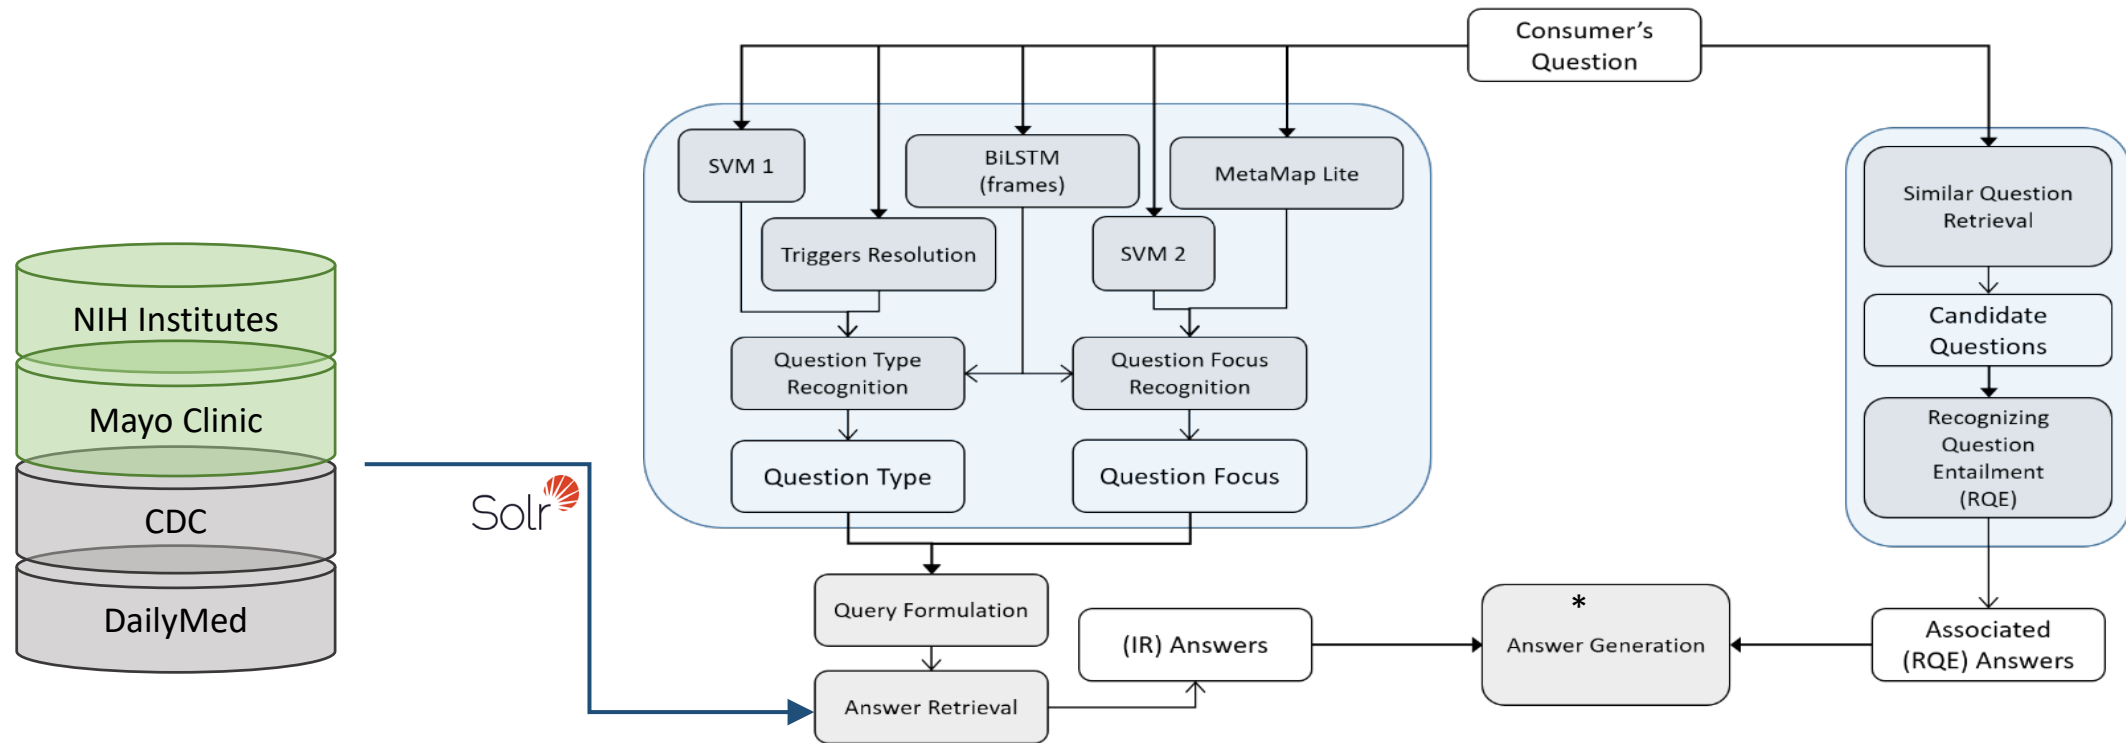 Consumer's
Question
SVM 1
BiLSTM
(frames)
MetaMap Lite
Triggers Resolution
SVM 2
Question Type
Recognition
Question Focus
Recognition
Question Type
Question Focus
Similar Question
Retrieval
Candidate
Questions
Recognizing
Question
Entailment
(RQE)
NIH Institutes
Mayo Clinic
CDC
DailyMed
Solr
Query Formulation
Answer Retrieval
(IR) Answers
*
Answer Generation
Associated
(RQE) Answers